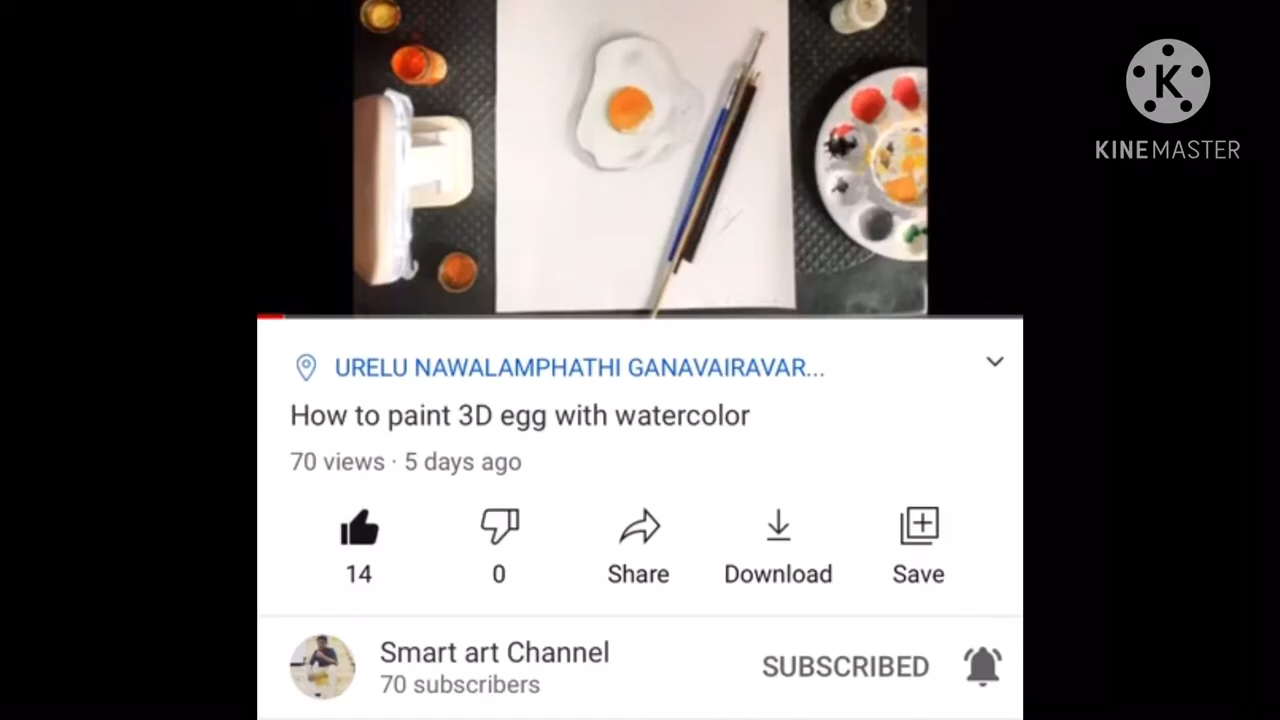 K
KINEMASTER
URELU NAWALAMPHATHI GANAVAIRAVAR...
How to paint 3D egg with watercolor
70 views · 5 days ago
14
0
Share
Download
Save
Smart art Channel
70 subscribers
SUBSCRIBED